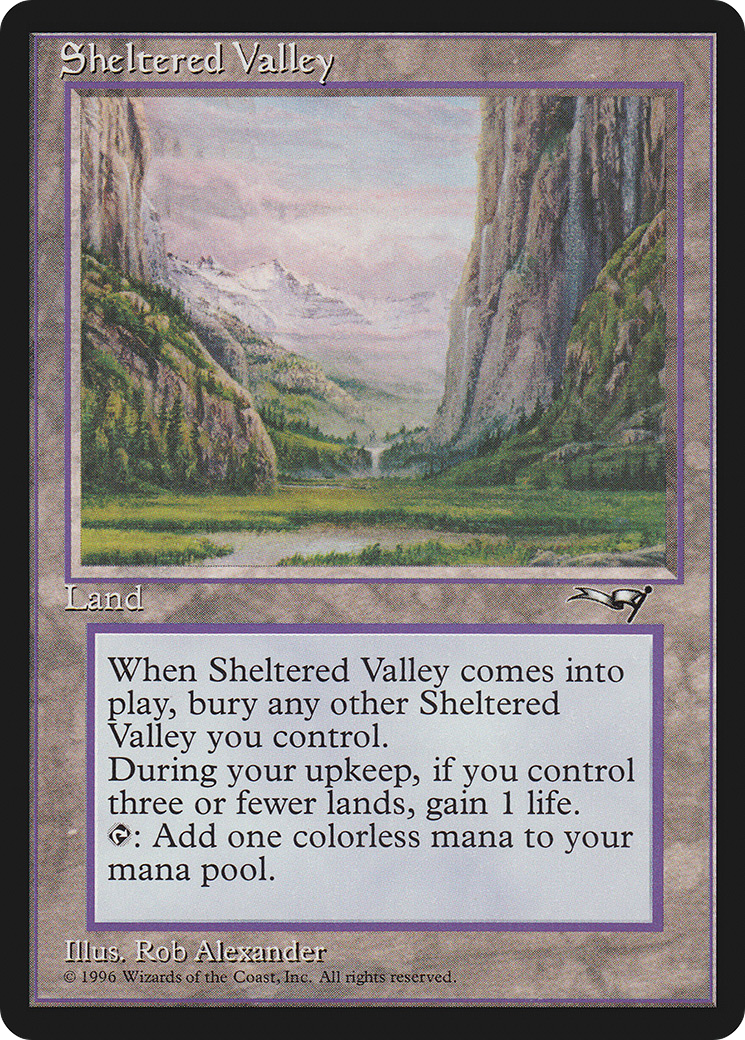 Sheltered Valley
Land
When Sheltered Valley comes into
play, bury any other Sheltered
Valley you control.
During your upkeep, if you control
three or fewer lands, gain 1 life.
: Add one colorless mana to your
mana pool.
Illus. Rob Alexander
© 1996 Wizards of the Coast, Inc. All rights reserved.